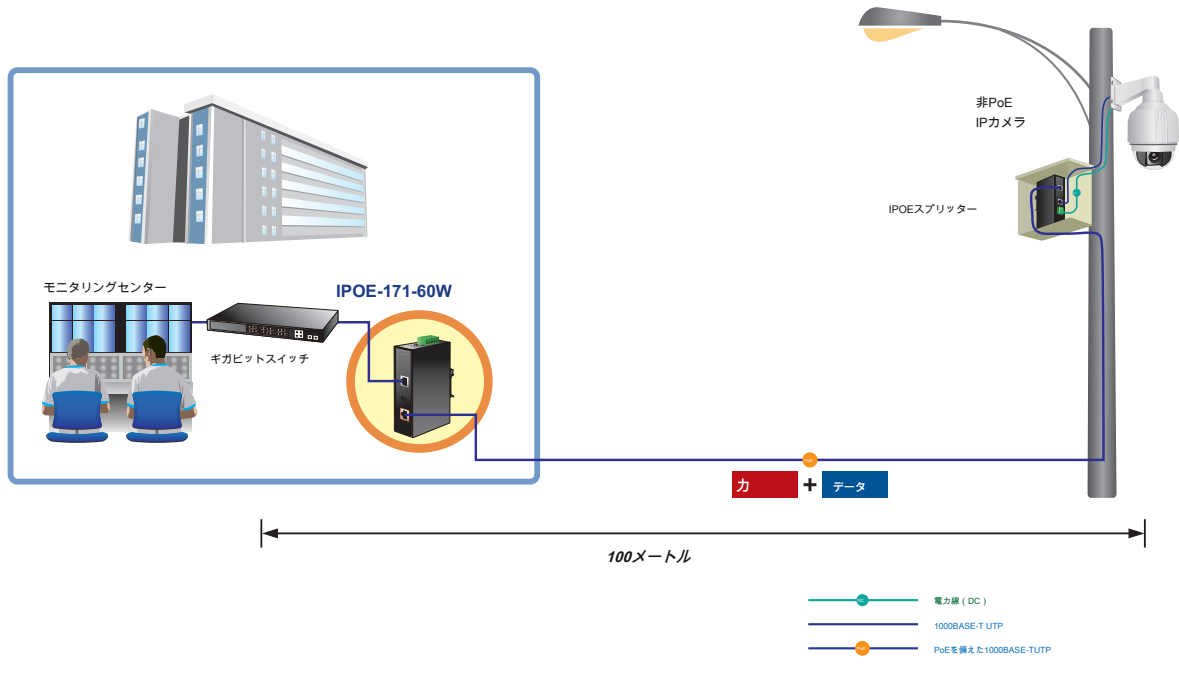 非PoE
IPカメラ
IPOEスプリッター
モニタリングセンター
IPOE-171-60W
ギガビットスイッチ
PoE
力 + データ
100メートル
DC 電力線 ( DC )
1000BASE-T UTP
PoE PoEを備えた1000BASE-TUTP